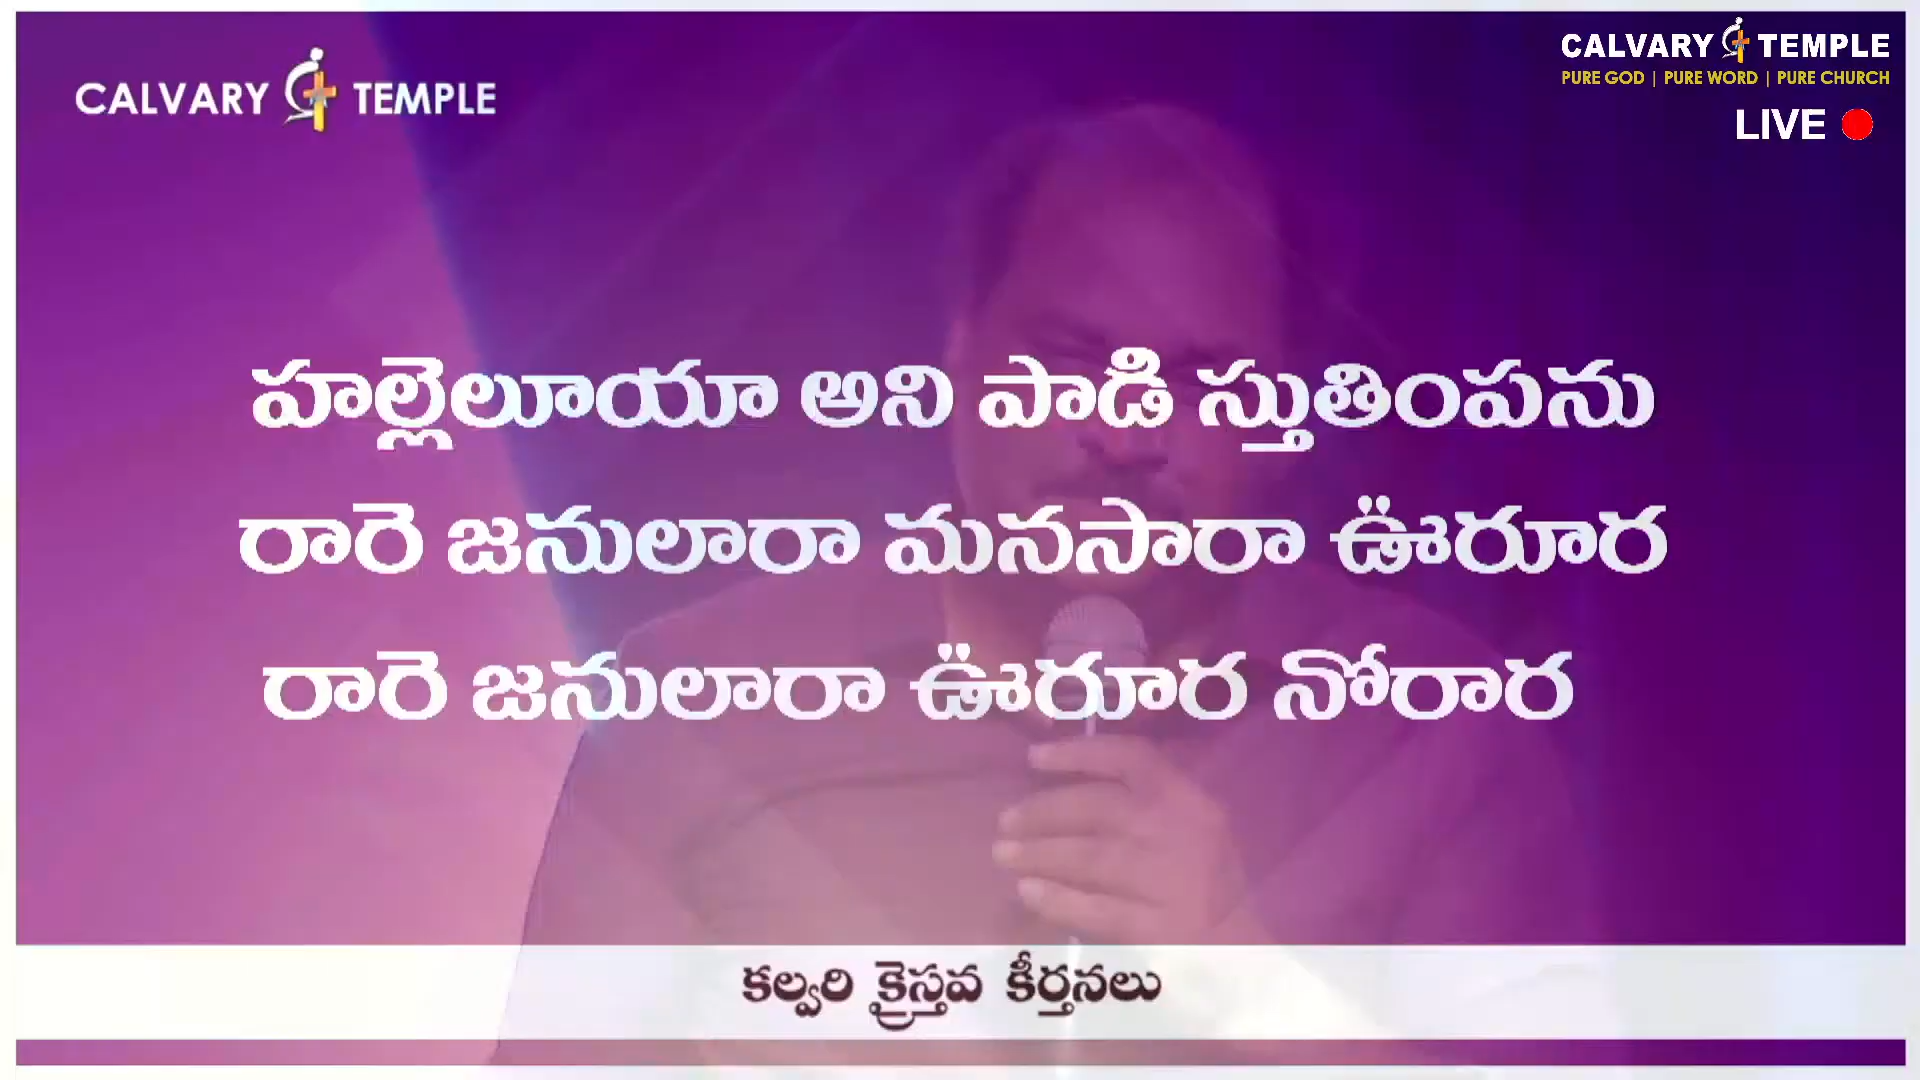 CALVARY TEMPLE
CALVARY TEMPLE
PURE GOD | PURE WORD | PURE CHURCH
LIVE
హల్లెలూయా అని పాడి స్తుతింపను
రారె జనులారా మనసారా ఊరూర
రారె జనులారా ఊరూర నోరార
కల్వరి క్రైస్తవ కీర్తనలు